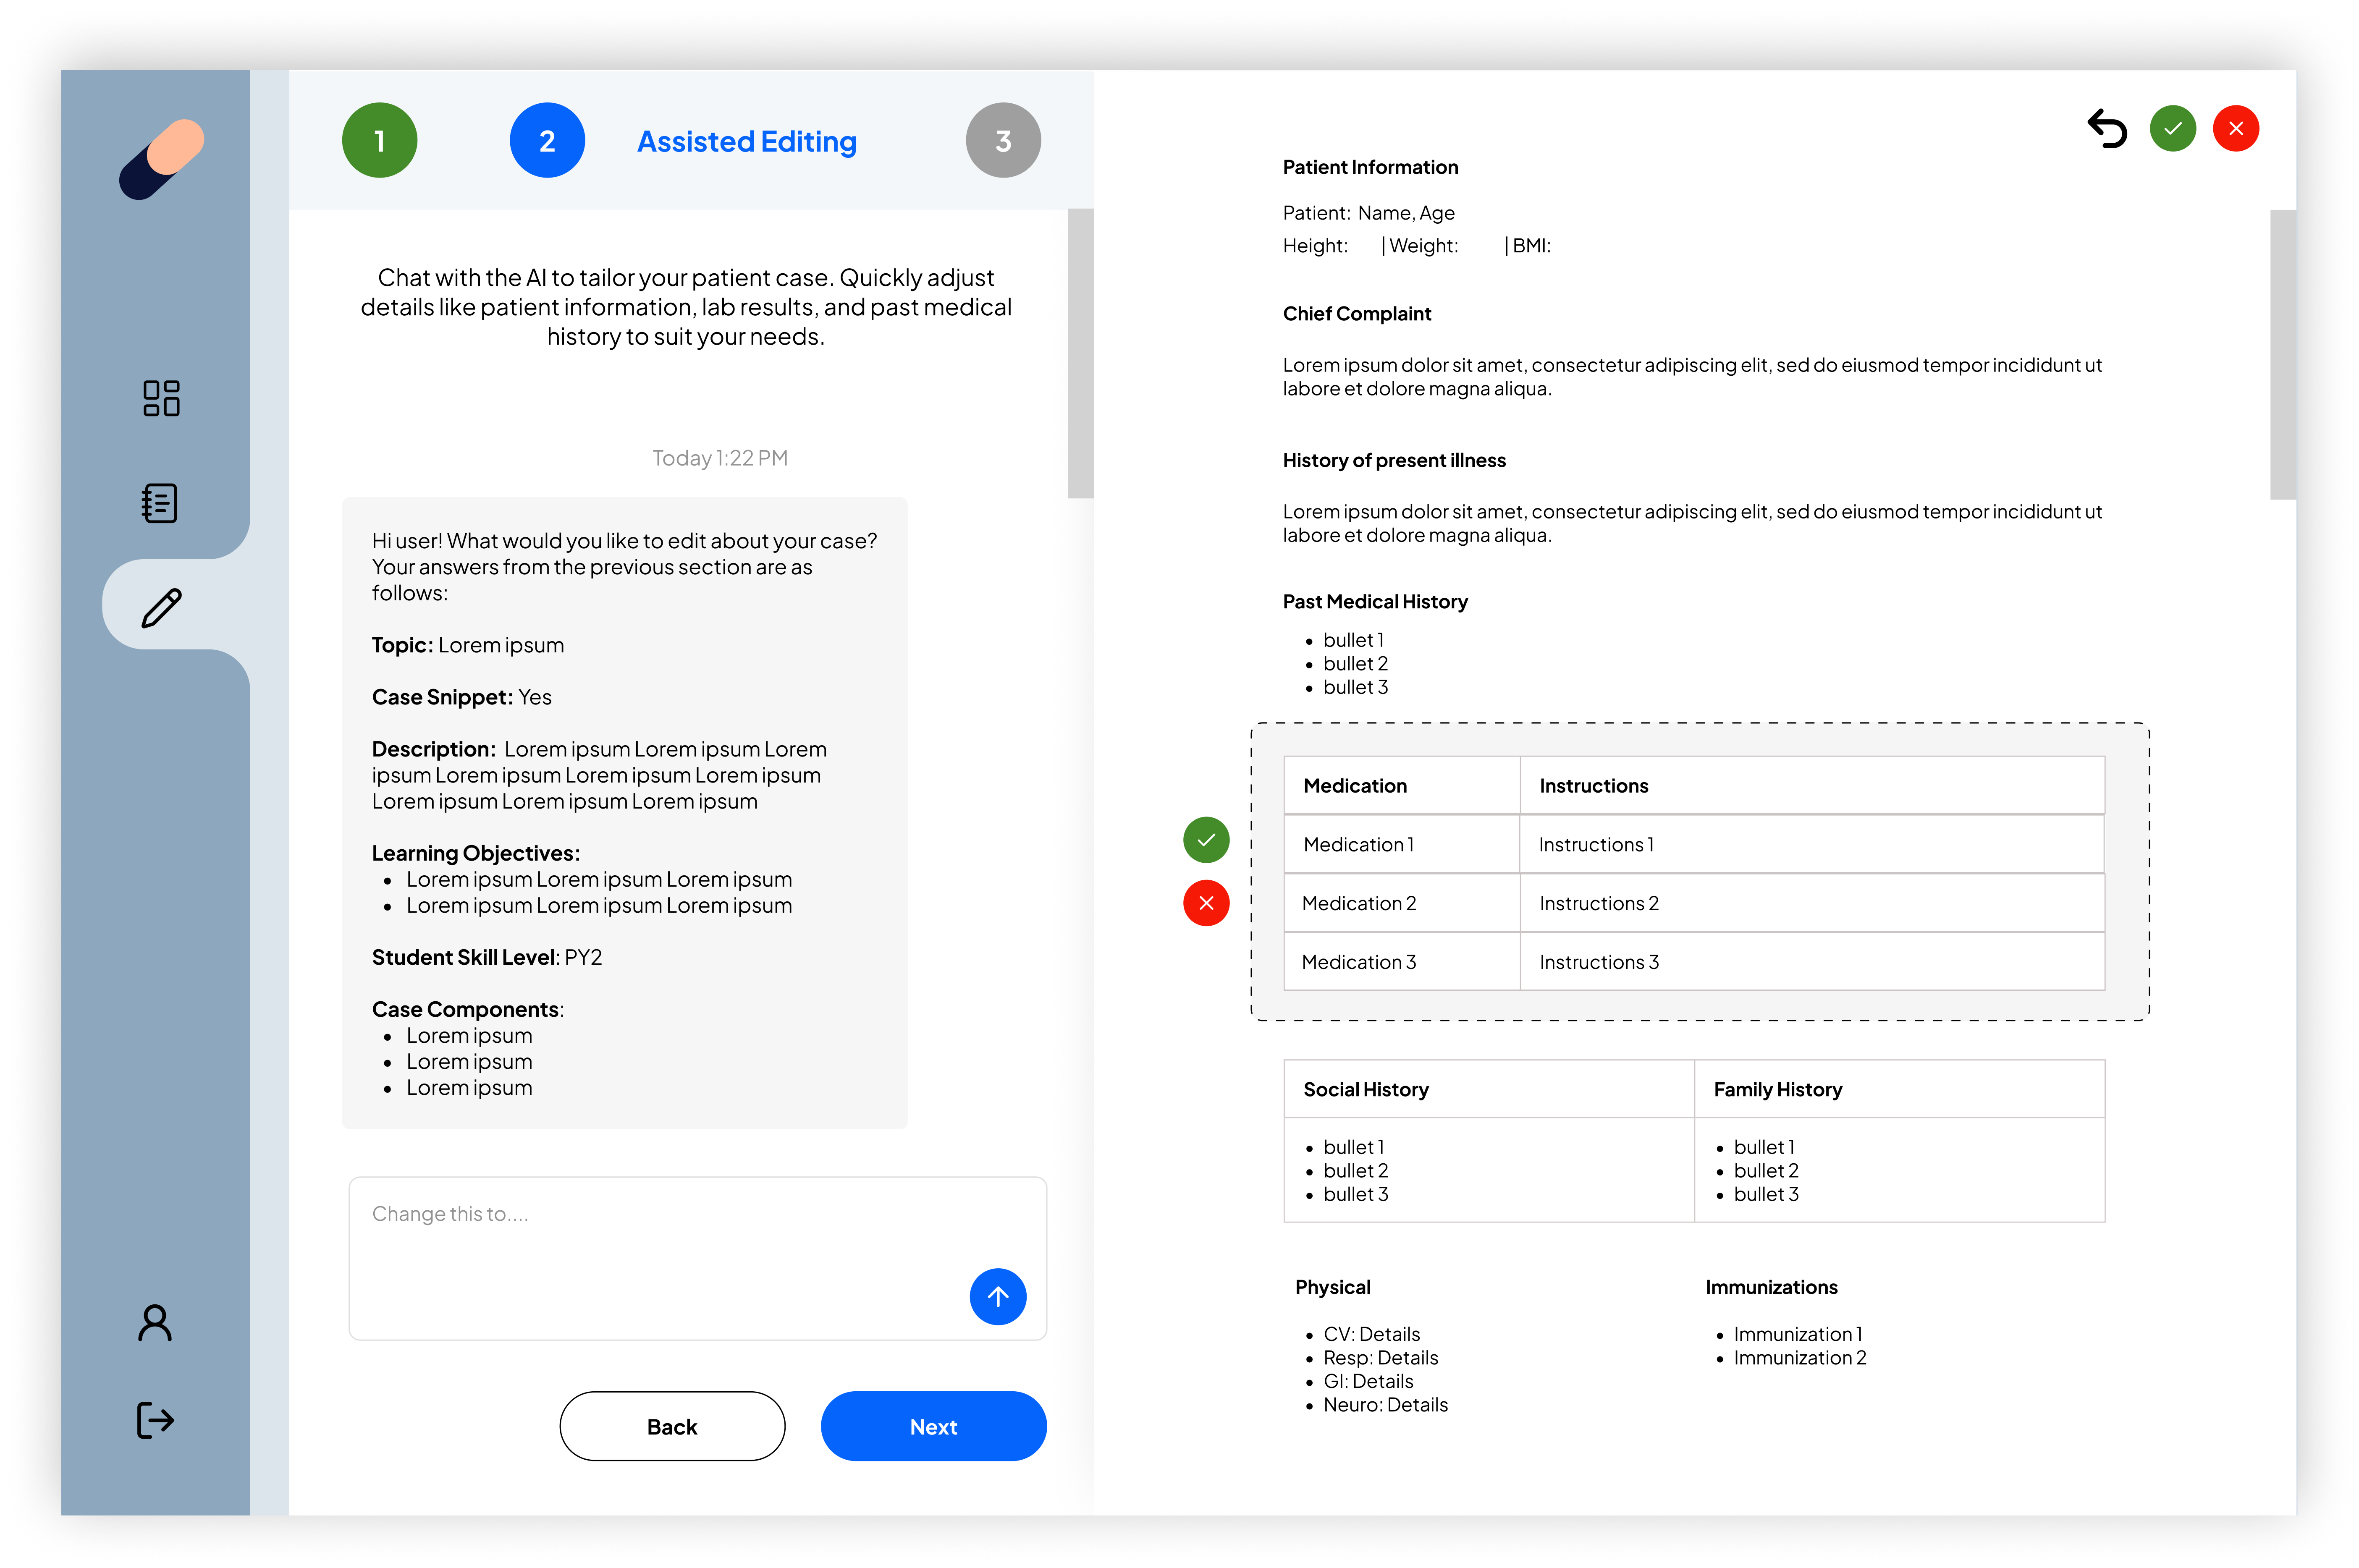 1
2
Assisted Editing
3
Chat with the AI to tailor your patient case. Quickly adjust
details like patient information, lab results, and past medical
history to suit your needs.
Today 1:22 PM
Hi user! What would you like to edit about your case?
Your answers from the previous section are as
follows:
Topic: Lorem ipsum
Case Snippet: Yes
Description: Lorem ipsum Lorem ipsum Lorem
ipsum Lorem ipsum Lorem ipsum Lorem ipsum
Lorem ipsum Lorem ipsum Lorem ipsum
Learning Objectives:
• Lorem ipsum Lorem ipsum Lorem ipsum
• Lorem ipsum Lorem ipsum Lorem ipsum
Student Skill Level: PY2
Case Components:
• Lorem ipsum
• Lorem ipsum
• Lorem ipsum
Change this to....
Back
Next
Patient Information
Patient: Name, Age
Height: | Weight: | BMI:
Chief Complaint
Lorem ipsum dolor sit amet, consectetur adipiscing elit, sed do eiusmod tempor incididunt ut
labore et dolore magna aliqua.
History of present illness
Lorem ipsum dolor sit amet, consectetur adipiscing elit, sed do eiusmod tempor incididunt ut
labore et dolore magna aliqua.
Past Medical History
• bullet 1
• bullet 2
• bullet 3
Medication Instructions
Medication 1 Instructions 1
Medication 2 Instructions 2
Medication 3 Instructions 3
Social History
• bullet 1
• bullet 2
• bullet 3
Family History
• bullet 1
• bullet 2
• bullet 3
Physical
• CV: Details
• Resp: Details
• GI: Details
• Neuro: Details
Immunizations
• Immunization 1
• Immunization 2